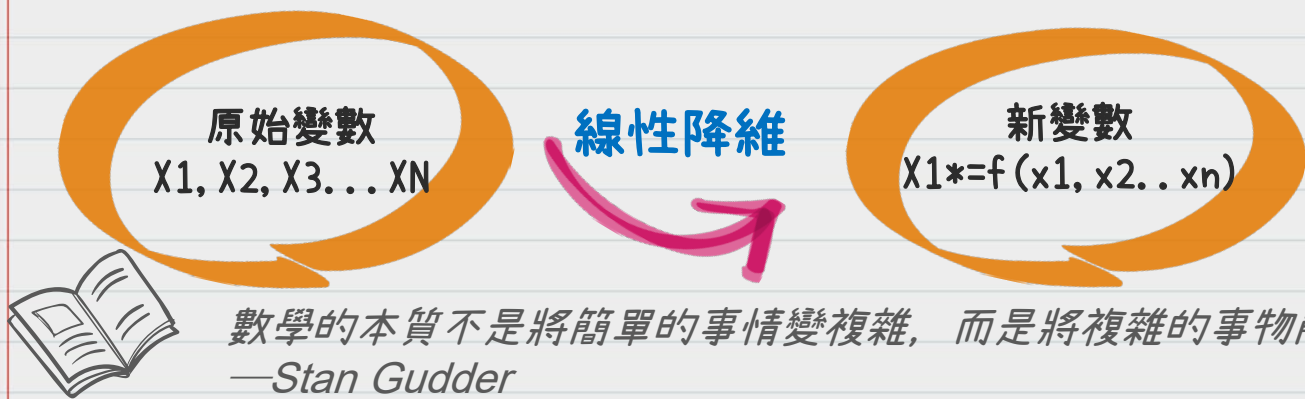 原始變數
X1,X2,X3...XN
線性降維
新變數
X1*=f(x1,x2..xn)
數學的本質不是將簡單的事情變複雜，而是將複雜的事物
—Stan Gudder